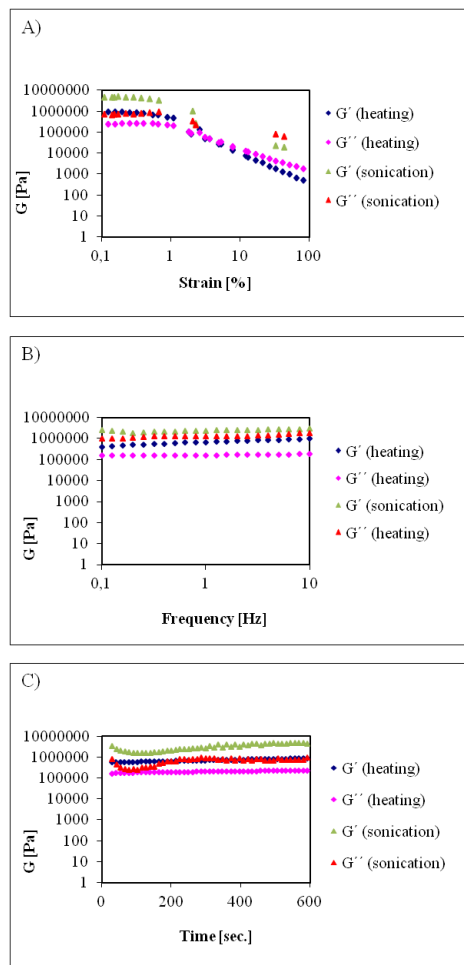 A)
10000000
1000000
100000
10000
1000
100
10
1
G [Pa]
0,1 1 10 100
Strain [%]
G´ (heating)
G´´ (heating)
G´ (sonication)
G´´ (sonication)
B)
10000000
1000000
100000
10000
1000
100
10
1
G [Pa]
0,1 1 10
Frequency [Hz]
G´ (heating)
G´´ (heating)
G´ (sonication)
G´´ (heating)
C)
10000000
1000000
100000
10000
1000
100
10
1
G [Pa]
0 200 400 600
Time [sec.]
G´ (heating)
G´´ (heating)
G´ (sonication)
G´´ (sonication)